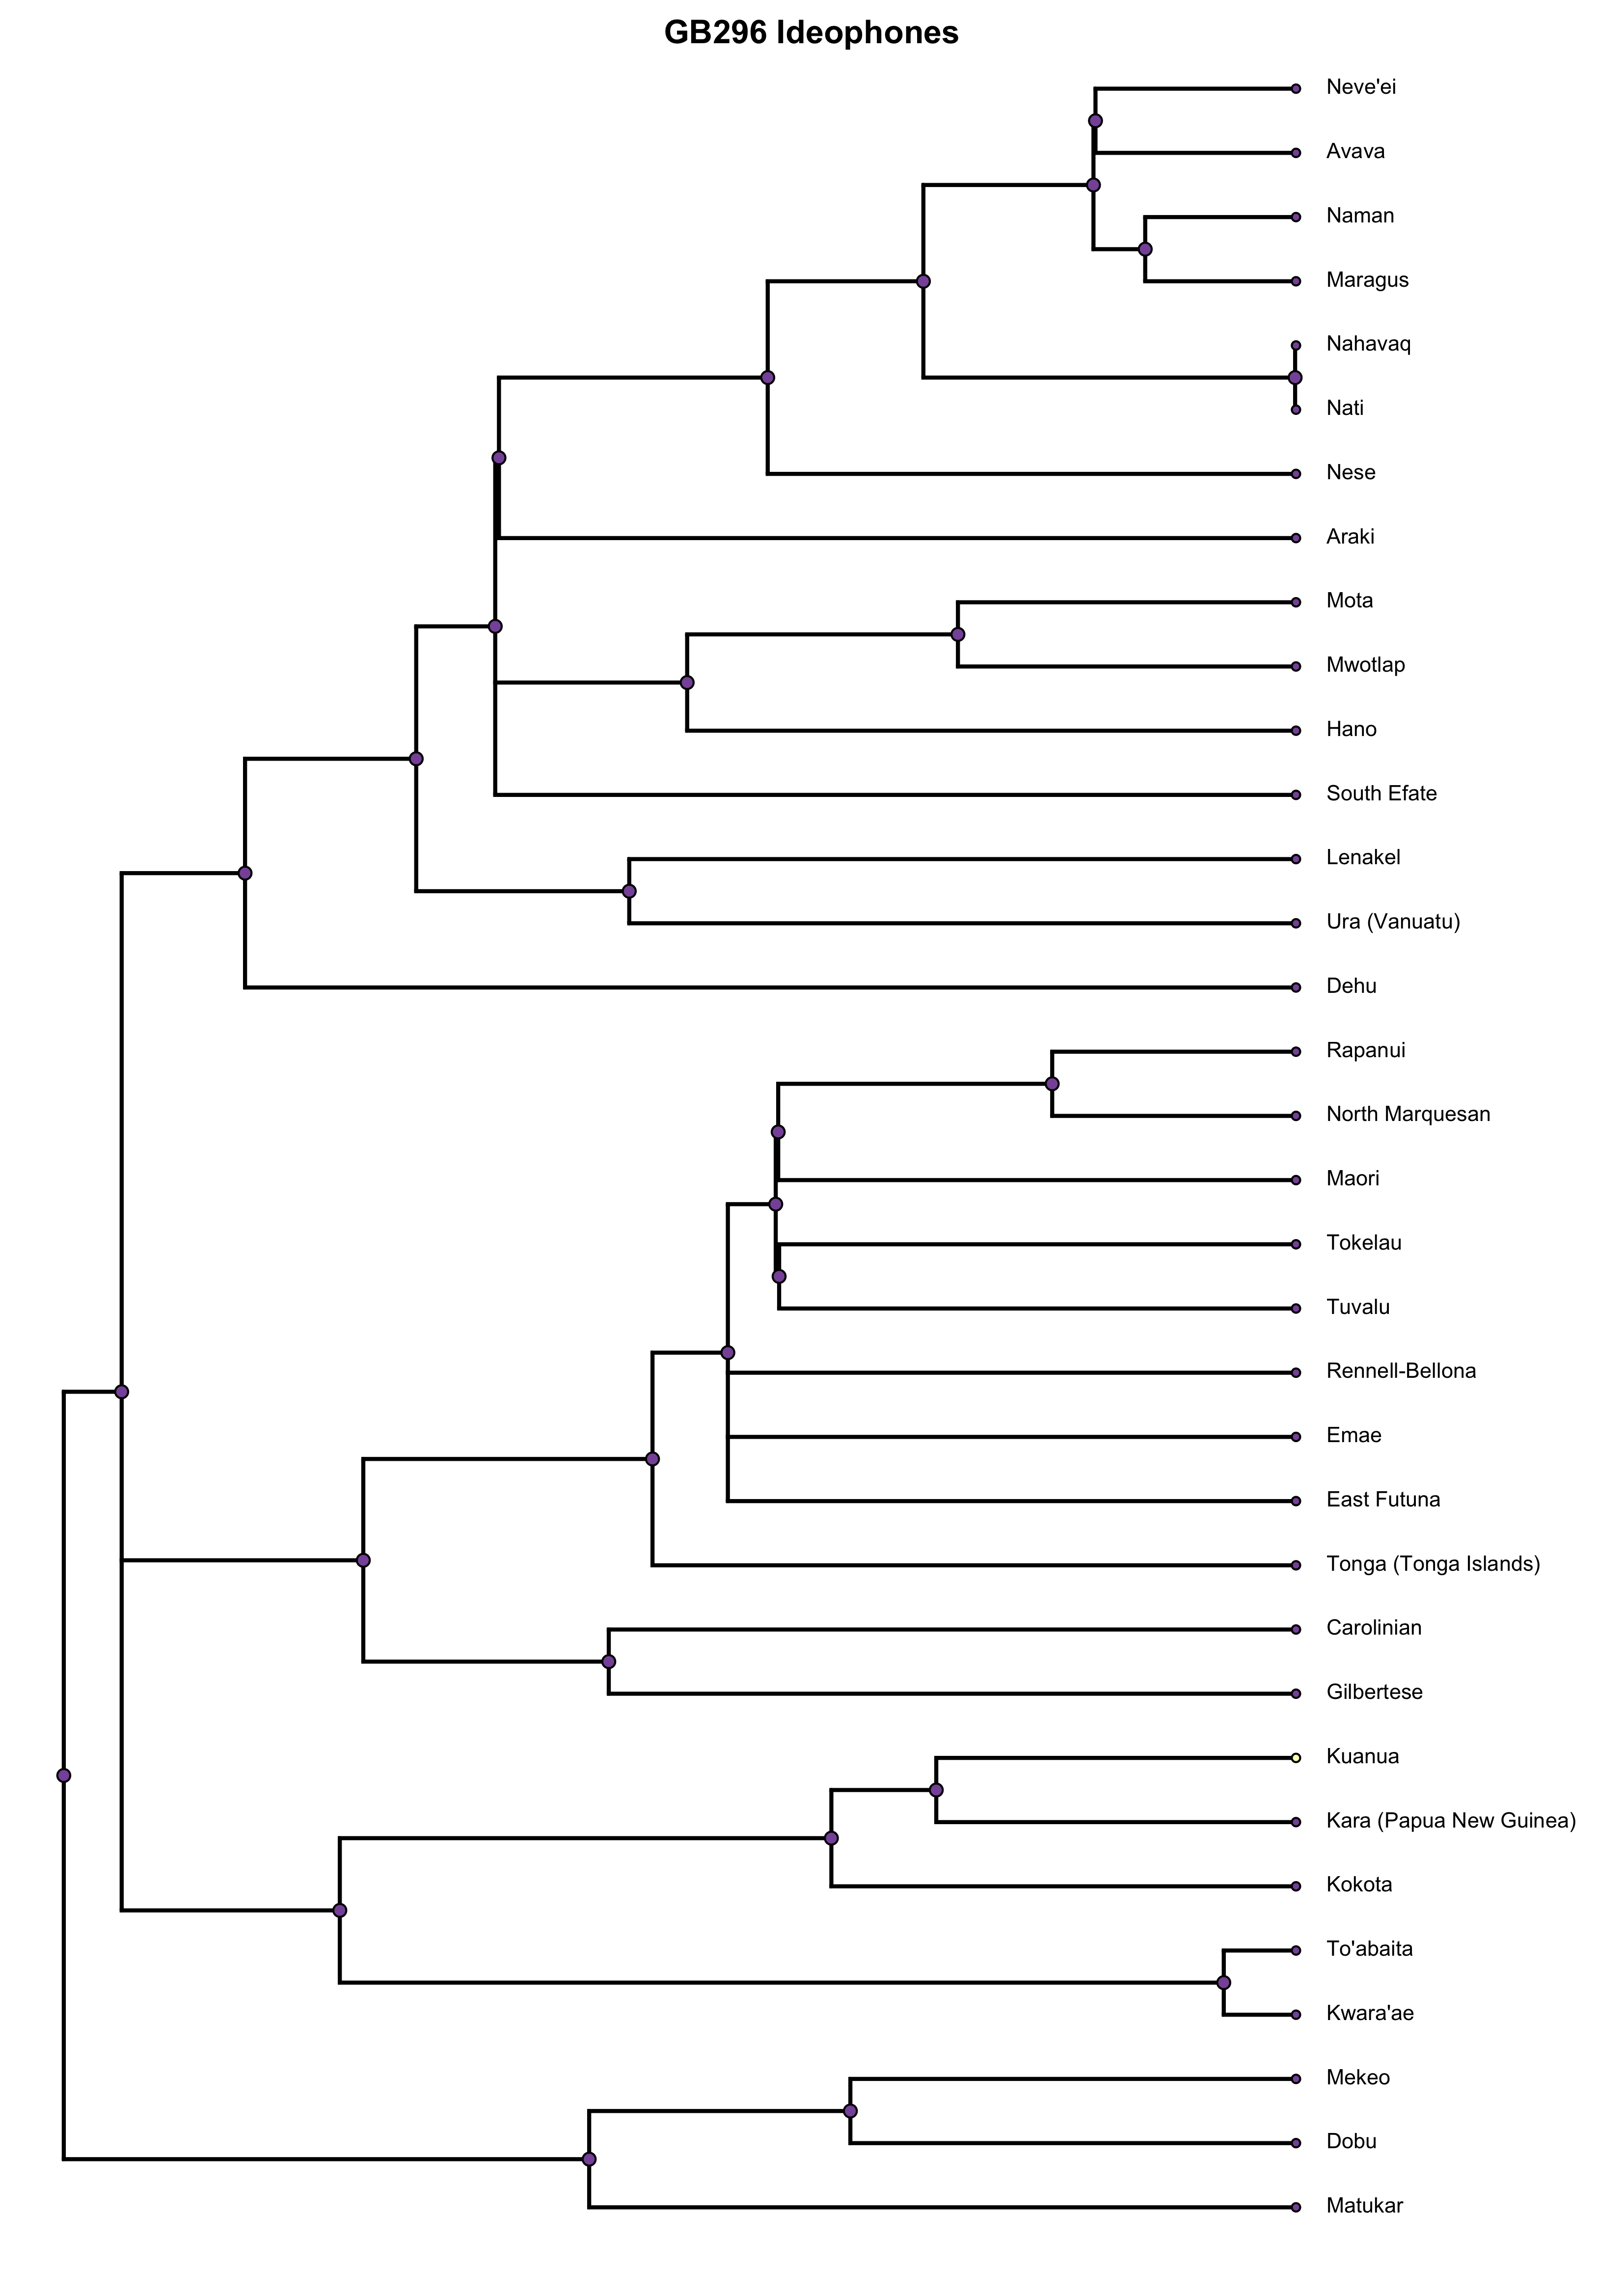 GB296 Ideophones
Neve'ei
Avava
Naman
Maragus
Nahavaq
Nati
Nese
Araki
Mota
Mwotlap
Hano
South Efate
Lenakel
Ura (Vanuatu)
Dehu
Rapanui
North Marquesan
Maori
Tokelau
Tuvalu
Rennell-Bellona
Emae
East Futuna
Tonga (Tonga Islands)
Carolinian
Gilbertese
Kuanua
Kara (Papua New Guinea)
Kokota
To'abaita
Kwara'ae
Mekeo
Dobu
Matukar